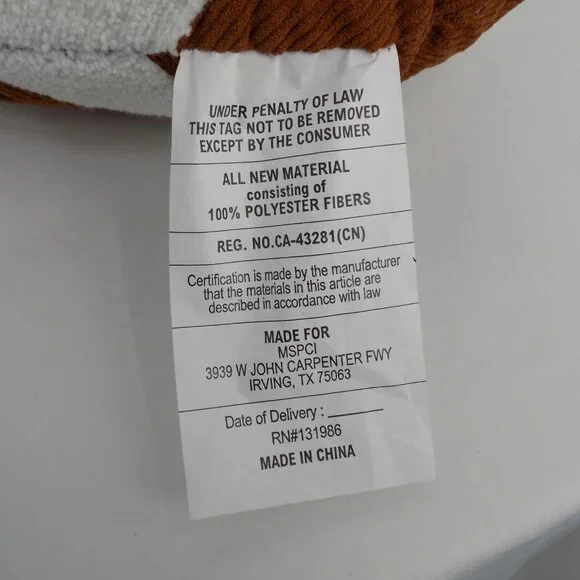 UNDER PENALTY OF LAW
THIS TAG NOT TO BE REMOVED
EXCEPT BY THE CONSUMER
ALL NEW MATERIAL
consisting of
100% POLYESTER FIBERS
REG. NO.CA-43281(CN)
Certification is made by the manufacturer
that the materials in this article are
described in accordance with law
MADE FOR
MSPCI
3939 W JOHN CARPENTER FWY
IRVING, TX 75063
Date of Delivery : ________
RN#131986
MADE IN CHINA